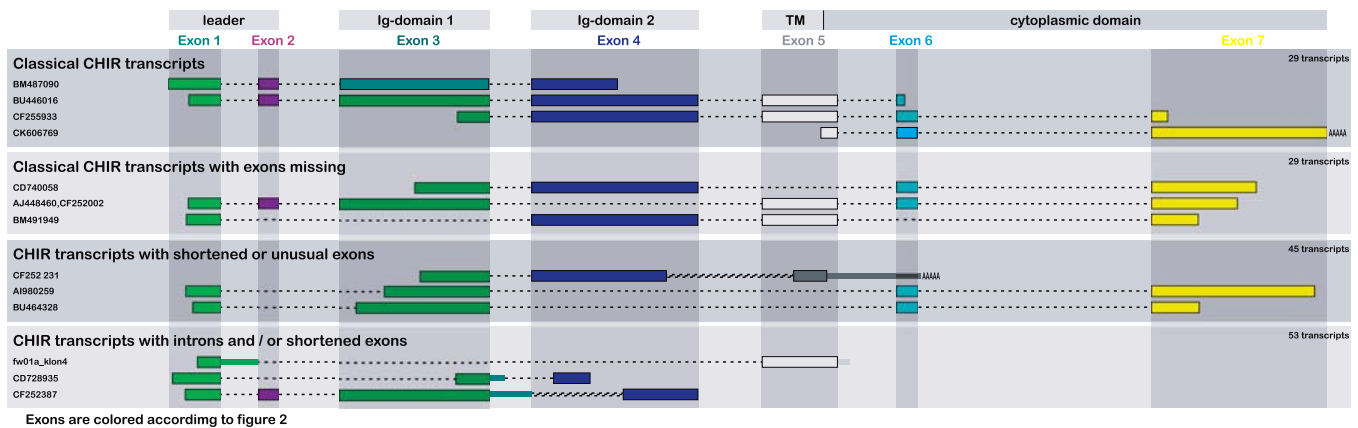 leader Ig-domain 1 Ig-domain 2 TM cytoplasmic domain
Exon 1 Exon 2 Exon 3 Exon 4 Exon 5 Exon 6 Exon 7
Classical CHIR transcripts 29 transcripts
BM487090
BU446016
CF255933
CK606769 AAAAA
Classical CHIR transcripts with exons missing 29 transcripts
CD740058
AJ448460,CF252002
BM491949
CHIR transcripts with shortened or unusual exons 45 transcripts
CF252 231 AAAAA
AI980259
BU464328
CHIR transcripts with introns and / or shortened exons 53 transcripts
fw01a_klon4
CD728935
CF252387
Exons are colored accordimg to figure 2